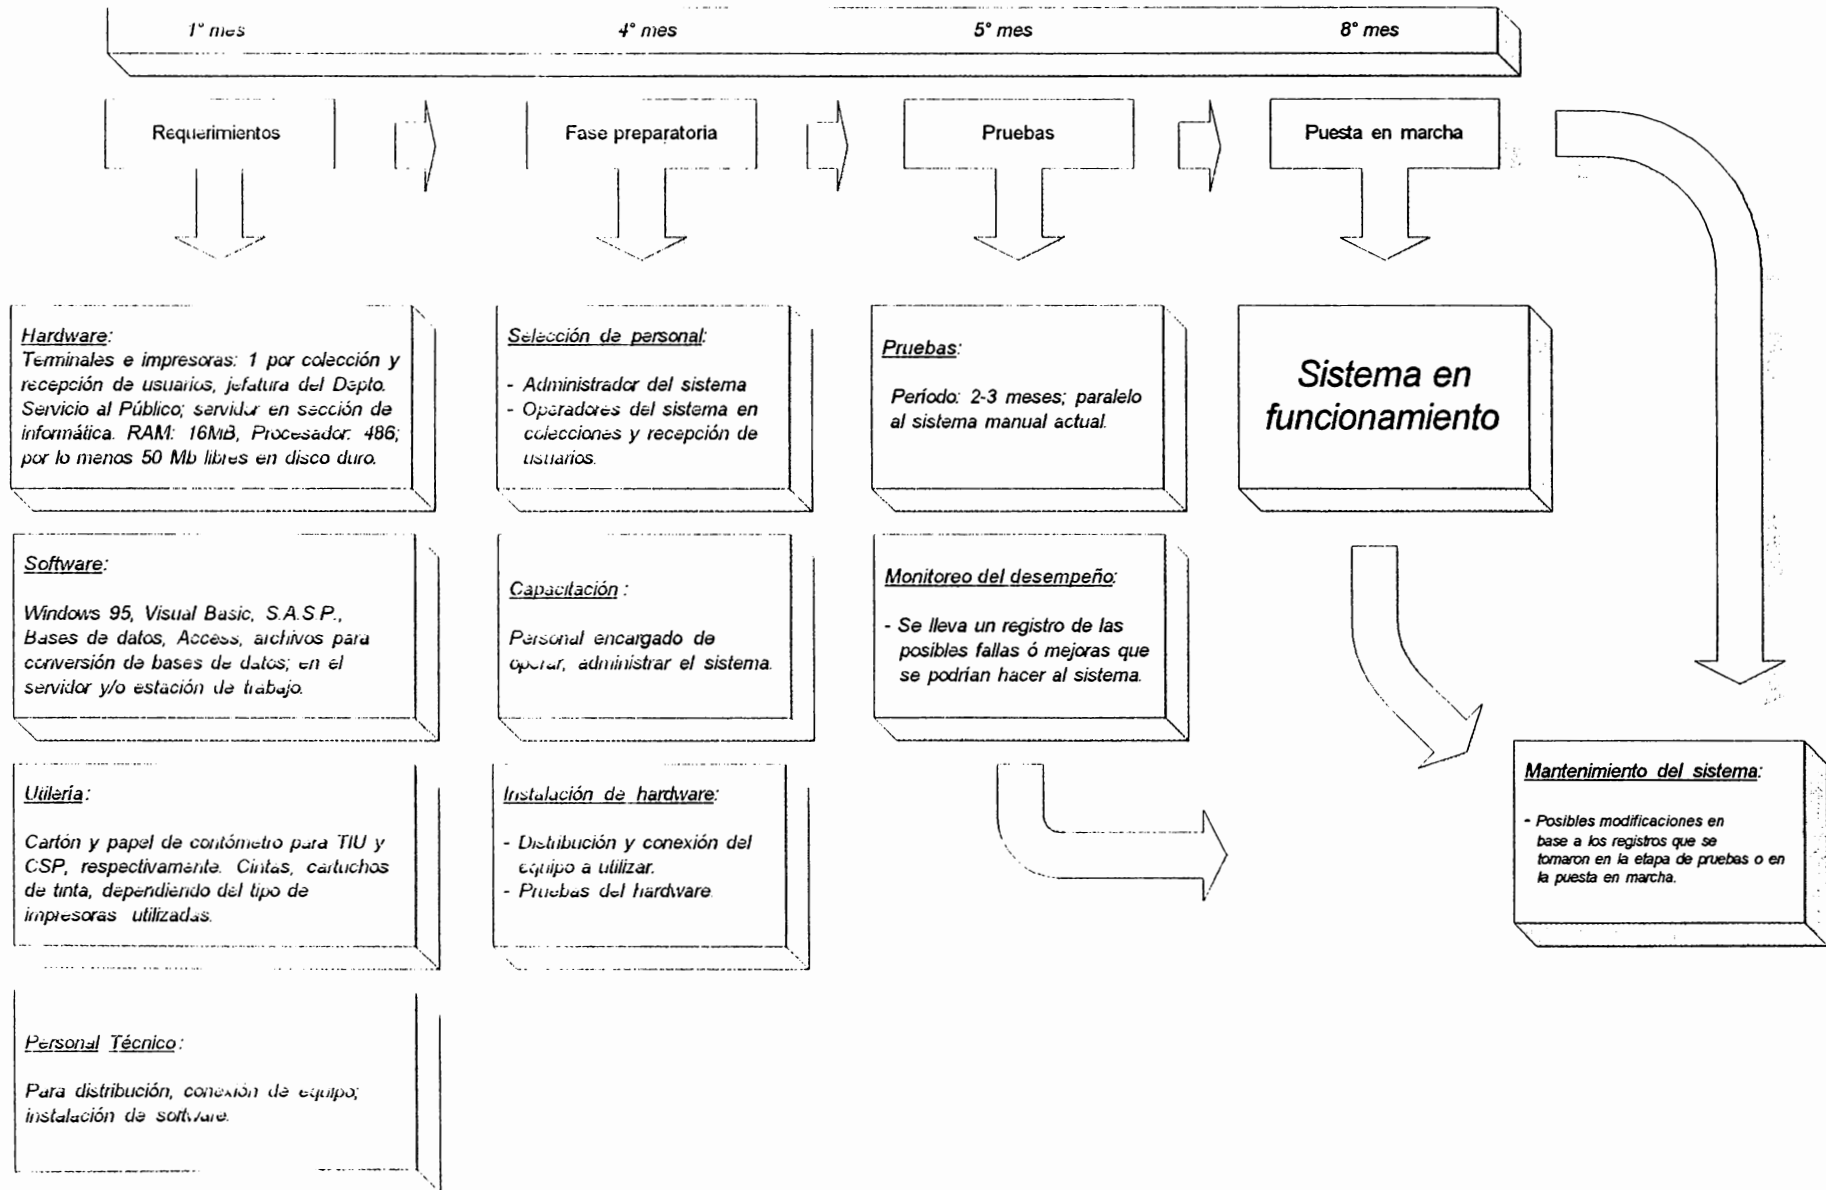 1° mes
4° mes
5° mes
8° mes
Requerimientos
Fase preparatoria
Pruebas
Puesta en marcha
Hardware:
Terminales e impresoras: 1 por colección y
recepción de usuarios, jefatura del Depto.
Servicio al Público; servidor en sección de
informática. RAM: 16MB, Procesador: 486;
por lo menos 50 Mb libres en disco duro.
Software:
Windows 95, Visual Basic, S.A.S.P.,
Bases de datos, Access, archivos para
conversión de bases de datos; en el
servidor y/o estación de trabajo.
Utilería:
Cartón y papel de contómetro para TIU y
CSP, respectivamente. Cintas, cartuchos
de tinta, dependiendo del tipo de
impresoras utilizadas.
Personal Técnico:
Para distribución, conexión de equipo;
instalación de software.
Selección de personal:
- Administrador del sistema
- Operadores del sistema en
colecciones y recepción de
usuarios.
Capacitación :
Personal encargado de
operar, administrar el sistema.
Instalación de hardware:
- Distribución y conexión del
equipo a utilizar.
- Pruebas del hardware.
Pruebas:
Período: 2-3 meses; paralelo
al sistema manual actual.
Monitoreo del desempeño:
- Se lleva un registro de las
posibles fallas ó mejoras que
se podrían hacer al sistema.
Sistema en
funcionamiento
Mantenimiento del sistema:
- Posibles modificaciones en
base a los registros que se
tomaron en la etapa de pruebas o en
la puesta en marcha.